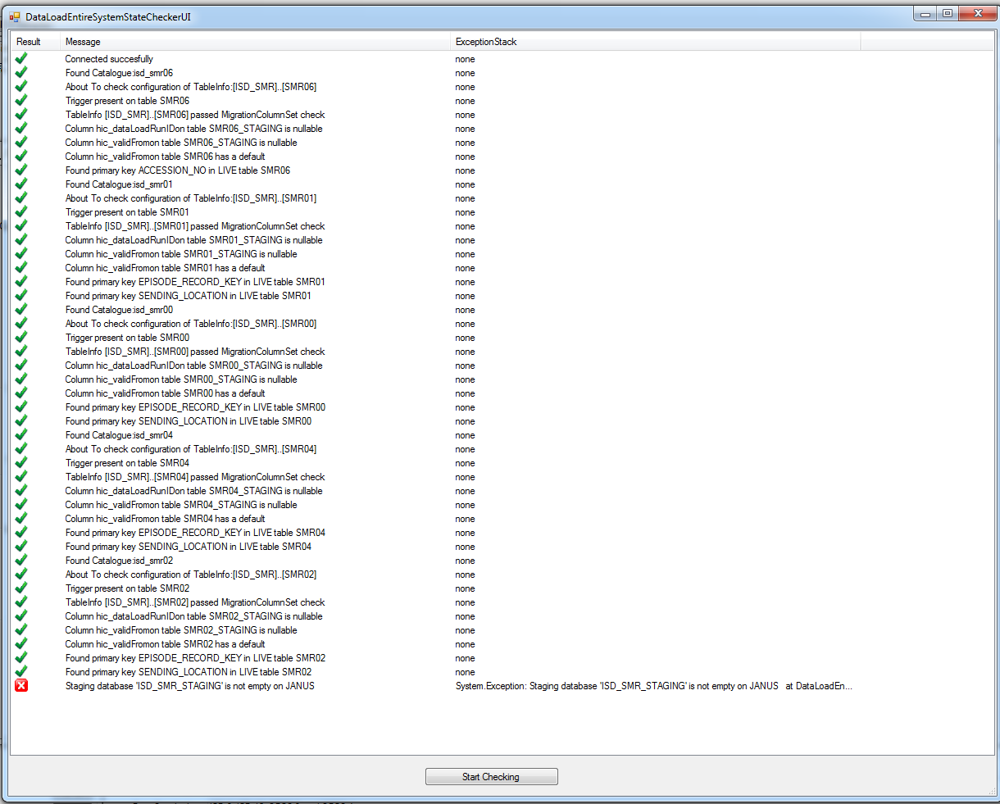 DataLoadEntireSystemStateCheckerUI
Result Message ExceptionStack
Connected succesfully none
Found Catalogue:isd_smr06 none
About To check configuration of TableInfo:[ISD_SMR]..[SMR06] none
Trigger present on table SMR06 none
TableInfo [ISD_SMR]..[SMR06] passed MigrationColumnSet check none
Column hic_dataLoadRunIDon table SMR06_STAGING is nullable none
Column hic_validFromon table SMR06_STAGING is nullable none
Column hic_validFromon table SMR06 has a default none
Found primary key ACCESSION_NO in LIVE table SMR06 none
Found Catalogue:isd_smr01 none
About To check configuration of TableInfo:[ISD_SMR]..[SMR01] none
Trigger present on table SMR01 none
TableInfo [ISD_SMR]..[SMR01] passed MigrationColumnSet check none
Column hic_dataLoadRunIDon table SMR01_STAGING is nullable none
Column hic_validFromon table SMR01_STAGING is nullable none
Column hic_validFromon table SMR01 has a default none
Found primary key EPISODE_RECORD_KEY in LIVE table SMR01 none
Found primary key SENDING_LOCATION in LIVE table SMR01 none
Found Catalogue:isd_smr00 none
About To check configuration of TableInfo:[ISD_SMR]..[SMR00] none
Trigger present on table SMR00 none
TableInfo [ISD_SMR]..[SMR00] passed MigrationColumnSet check none
Column hic_dataLoadRunIDon table SMR00_STAGING is nullable none
Column hic_validFromon table SMR00_STAGING is nullable none
Column hic_validFromon table SMR00 has a default none
Found primary key EPISODE_RECORD_KEY in LIVE table SMR00 none
Found primary key SENDING_LOCATION in LIVE table SMR00 none
Found Catalogue:isd_smr04 none
About To check configuration of TableInfo:[ISD_SMR]..[SMR04] none
Trigger present on table SMR04 none
TableInfo [ISD_SMR]..[SMR04] passed MigrationColumnSet check none
Column hic_dataLoadRunIDon table SMR04_STAGING is nullable none
Column hic_validFromon table SMR04_STAGING is nullable none
Column hic_validFromon table SMR04 has a default none
Found primary key EPISODE_RECORD_KEY in LIVE table SMR04 none
Found primary key SENDING_LOCATION in LIVE table SMR04 none
Found Catalogue:isd_smr02 none
About To check configuration of TableInfo:[ISD_SMR]..[SMR02] none
Trigger present on table SMR02 none
TableInfo [ISD_SMR]..[SMR02] passed MigrationColumnSet check none
Column hic_dataLoadRunIDon table SMR02_STAGING is nullable none
Column hic_validFromon table SMR02_STAGING is nullable none
Column hic_validFromon table SMR02 has a default none
Found primary key EPISODE_RECORD_KEY in LIVE table SMR02 none
Found primary key SENDING_LOCATION in LIVE table SMR02 none
Staging database 'ISD_SMR_STAGING' is not empty on JANUS System.Exception: Staging database 'ISD_SMR_STAGING' is not empty on JANUS at DataLoadEn...
Start Checking